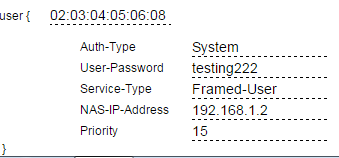 user { 02:03:04:05:06:08
Auth-Type System
User-Password testing222
Service-Type Framed-User
NAS-IP-Address 192.168.1.2
Priority 15
}